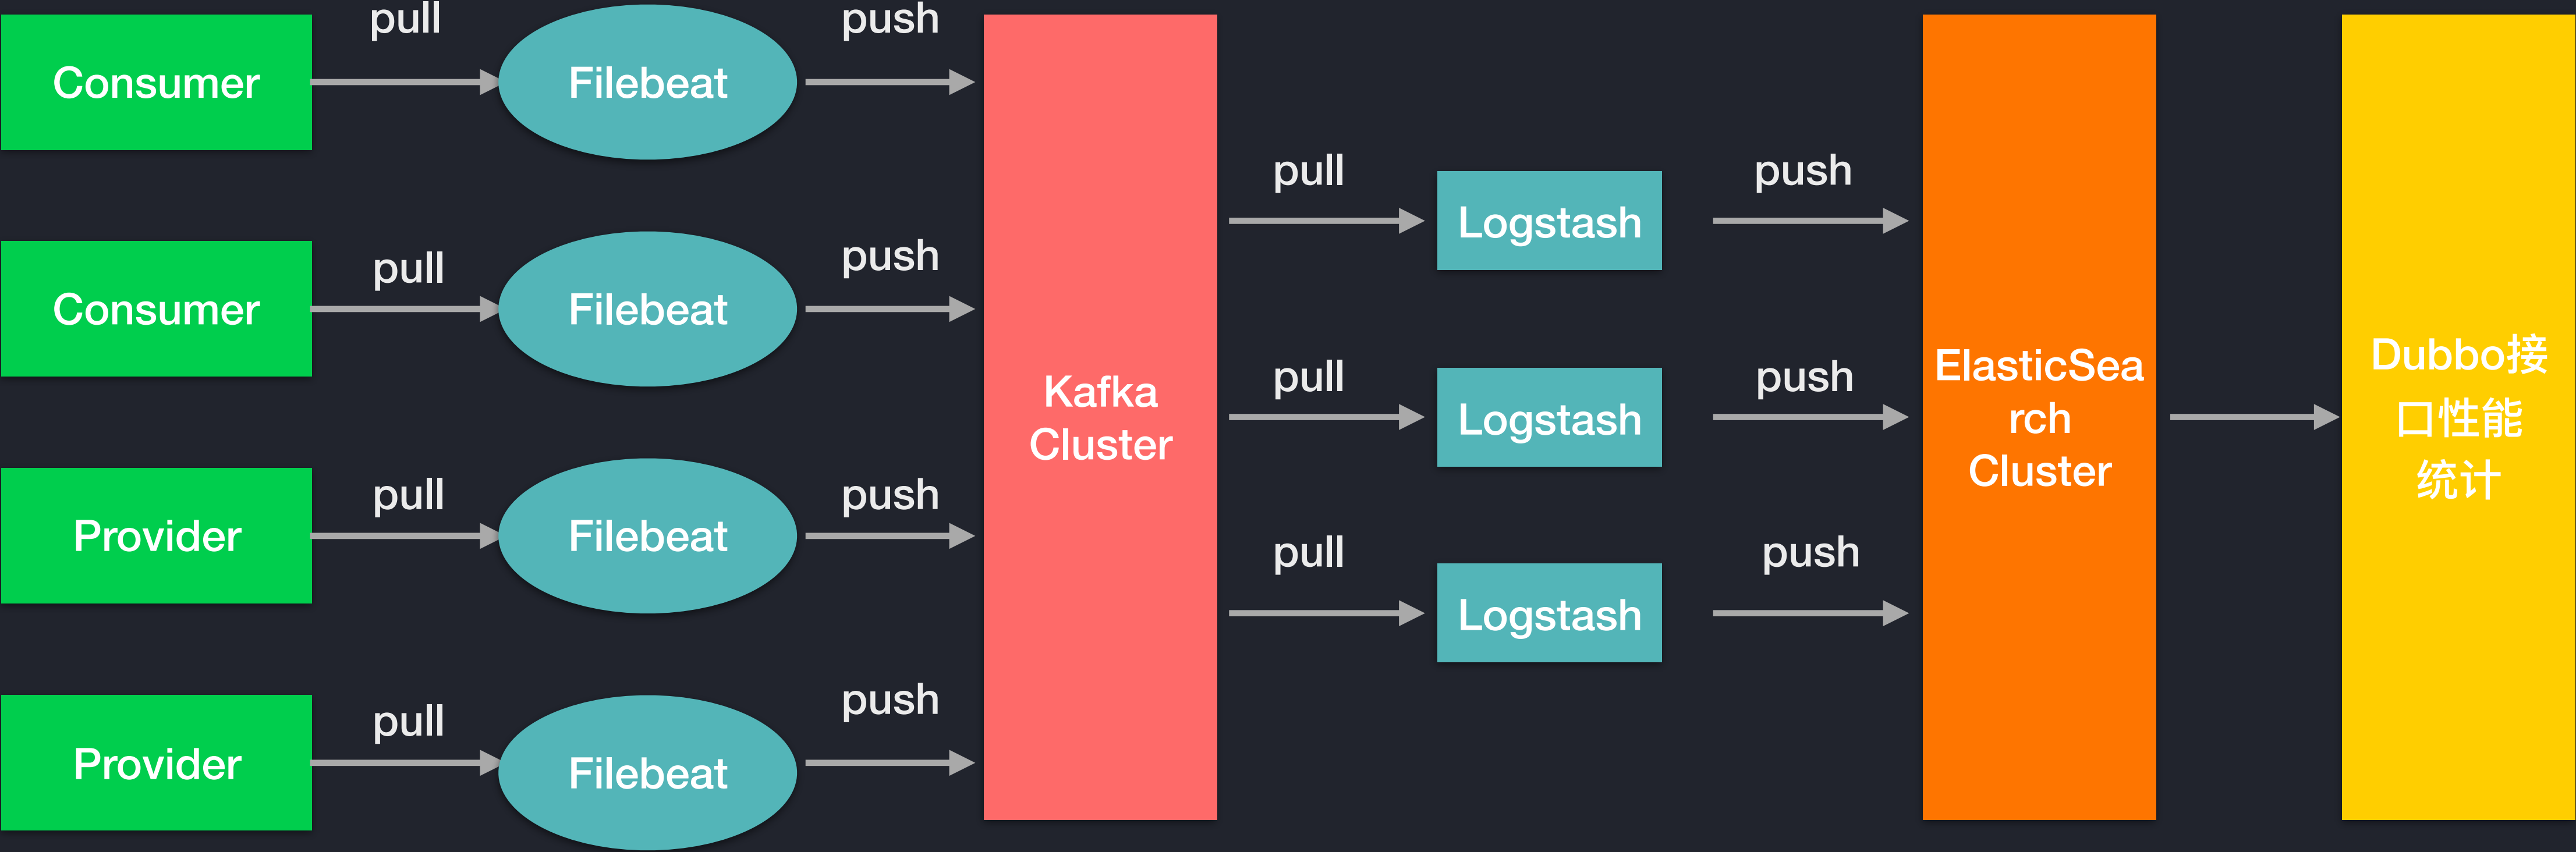 pull
push
Consumer
Filebeat
pull
push
Consumer
Filebeat
pull
push
Provider
Filebeat
pull
push
Provider
Filebeat
Kafka
Cluster
pull
Logstash
push
pull
Logstash
push
pull
Logstash
push
ElasticSea
rch
Cluster
Dubbo接
口性能
统计